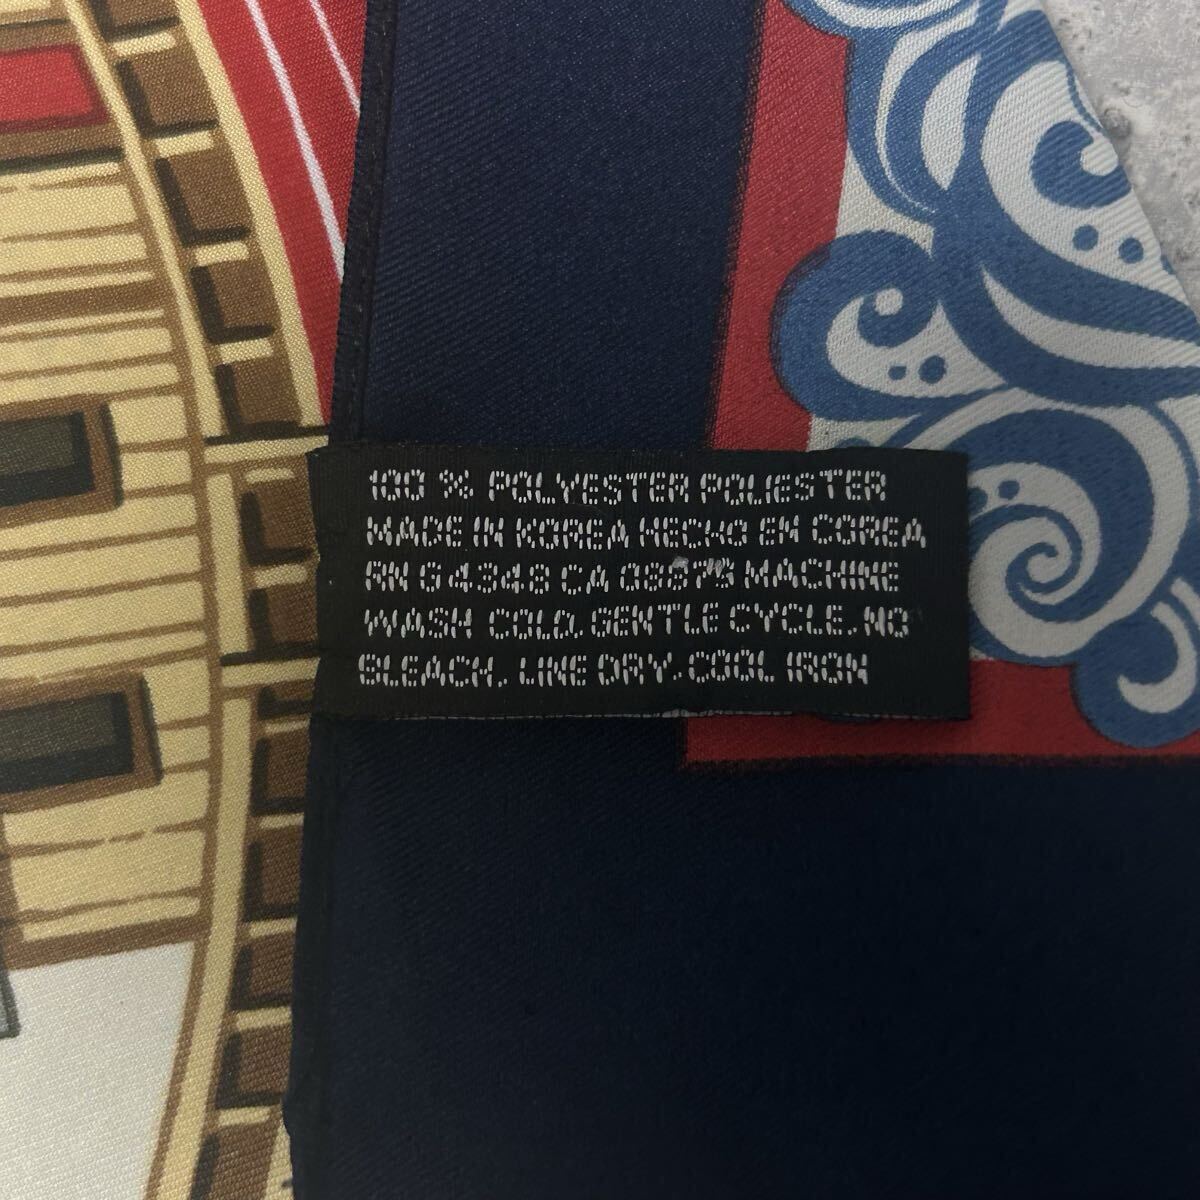 100 % POLYESTER POLIESTER
MADE IN KOREA HECHO EN COREA
RN 64348 CA 08675 MACHINE
WASH COLD. GENTLE CYCLE. NO
BLEACH. LINE DRY. COOL IRON